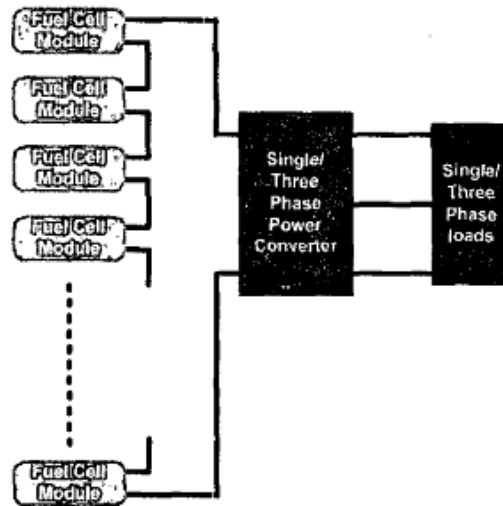 Fuel Cell
Module
Fuel Cell
Module
Fuel Cell
Module
Fuel Cell
Module
Fuel Cell
Module
Single/
Three
Phase
Power
Converter
Single/
Three
Phase
loads